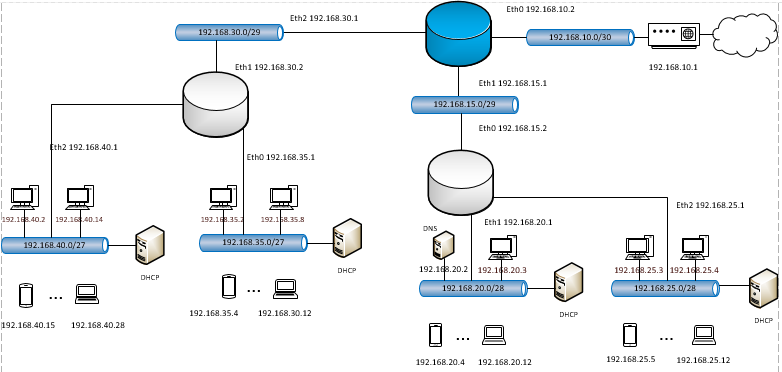 Eth0 192.168.10.2
Eth2 192.168.30.1
192.168.30.0/29
192.168.10.0/30
192.168.10.1
Eth1 192.168.30.2
Eth1 192.168.15.1
192.168.15.0/29
Eth0 192.168.15.2
Eth2 192.168.40.1
Eth0 192.168.35.1
192.168.40.2
192.168.40.14
192.168.35.2
192.168.35.8
Eth2 192.168.25.1
Eth1 192.168.20.1
DNS
192.168.40.0/27
192.168.35.0/27
DHCP
DHCP
192.168.20.2
192.168.20.3
192.168.25.3
192.168.25.4
192.168.20.0/28
192.168.25.0/28
...
...
192.168.35.4
192.168.30.12
DHCP
DHCP
192.168.40.15
192.168.40.28
...
...
192.168.20.4
192.168.20.12
192.168.25.5
192.168.25.12